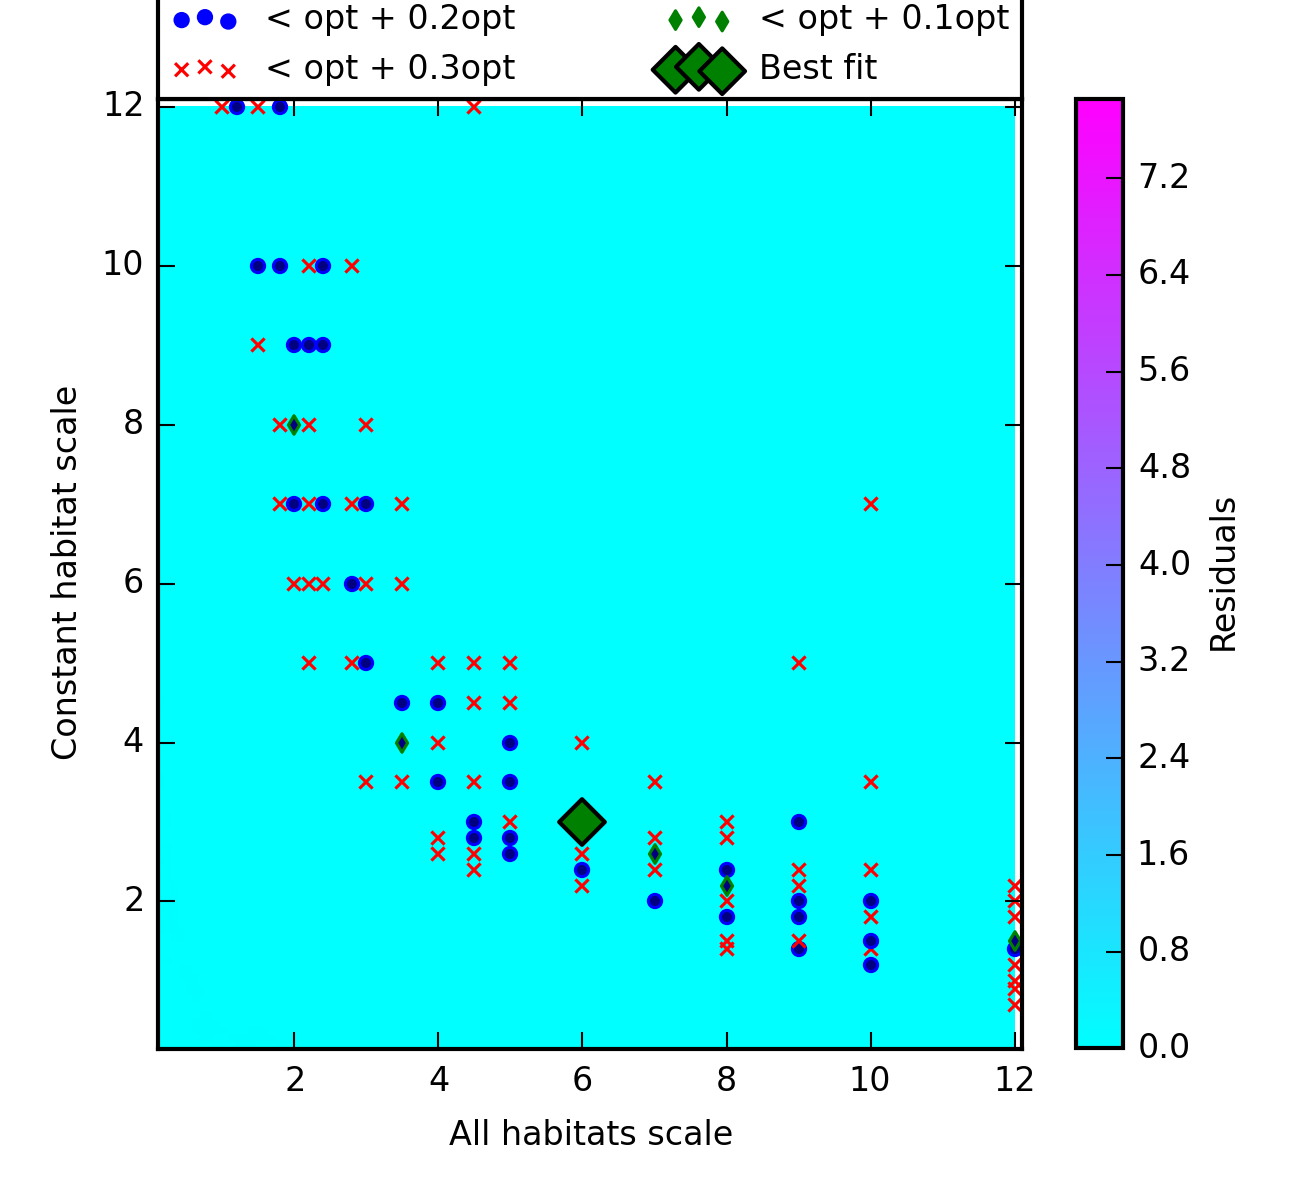 < opt + 0.2opt
< opt + 0.1opt
< opt + 0.3opt
Best fit
12
10
8
6
4
2
Constant habitat scale
2 4 6 8 10 12
All habitats scale
7.2
6.4
5.6
4.8
4.0
3.2
2.4
1.6
0.8
0.0
Residuals